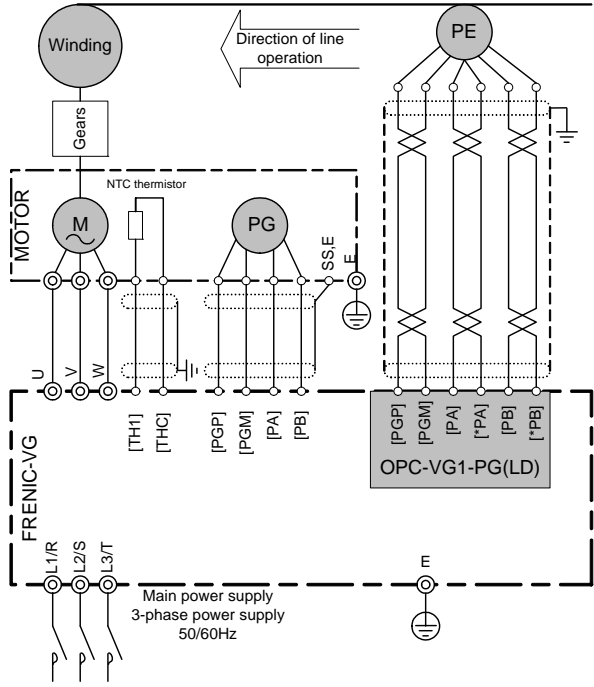 PE
Winding
Direction of line
operation
Gears
NTC thermistor
MOTOR
M
PG
SS,E
E
U
V
W
[TH1]
[THC]
[PGP]
[PGM]
[PA]
[PB]
[PGP]
[PGM]
[PA]
[*PA]
[PB]
[*PB]
OPC-VG1-PG(LD)
FRENIC-VG
L1/R
L2/S
L3/T
E
Main power supply
3-phase power supply
50/60Hz